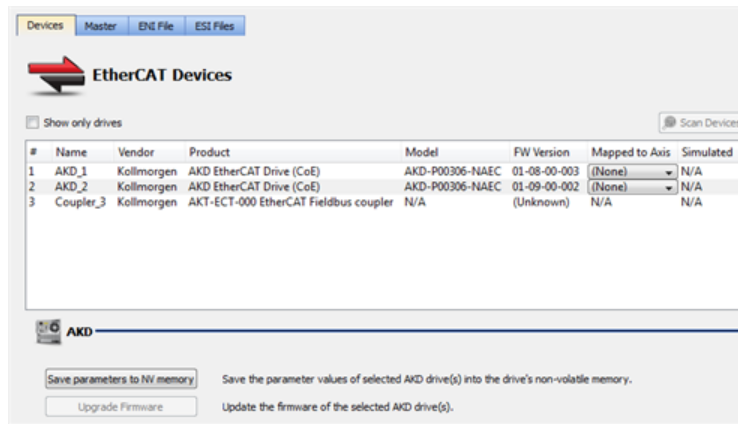 Devices Master ENI File ESI Files
EtherCAT Devices
Show only drives
Scan Devices
# Name Vendor Product Model FW Version Mapped to Axis Simulated
1 AKD_1 Kollmorgen AKD EtherCAT Drive (CoE) AKD-P00306-NAEC 01-08-00-003 (None) N/A
2 AKD_2 Kollmorgen AKD EtherCAT Drive (CoE) AKD-P00306-NAEC 01-09-00-002 (None) N/A
3 Coupler_3 Kollmorgen AKT-ECT-000 EtherCAT Fieldbus coupler N/A (Unknown) N/A N/A
AKD
Save parameters to NV memory Save the parameter values of selected AKD drive(s) into the drive's non-volatile memory.
Upgrade Firmware Update the firmware of the selected AKD drive(s).